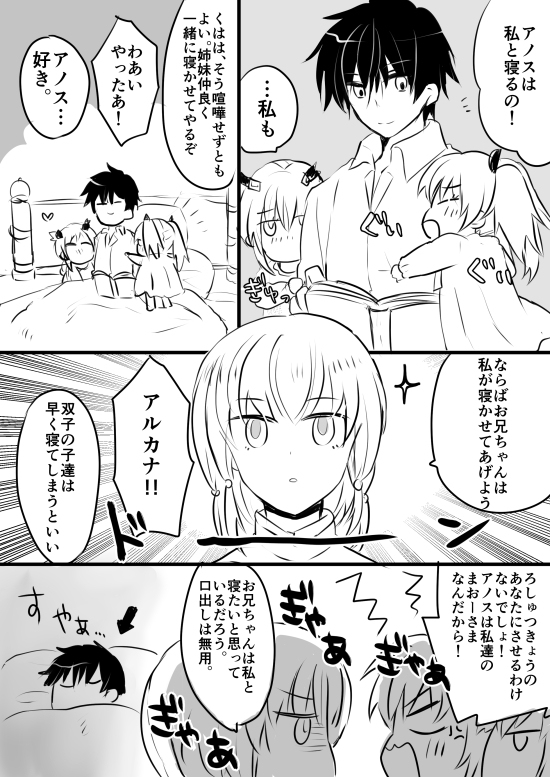 アノスは
私と寝るの！
…私も
ぐいっ
ぐいっ
ぎゅっ
くはは、そう喧嘩せずとも
よい。姉妹仲良く
一緒に寝かせてやるぞ
わあい
やったあ！
アノス…
好き。
ならばお兄ちゃんは
私が寝かせてあげよう
アルカナ！！
双子の子達は
早く寝てしまうといい
ドーン
ろしゅつきょうの
あなたにさせるわけ
ないでしょ！
アノスは私達の
まおーさま
なんだから！
お兄ちゃんは私と
寝たいと思って
いるだろう。
口出しは無用。
ぎゃあ
ぎゃあ
ぎゃあ
すやぁ…